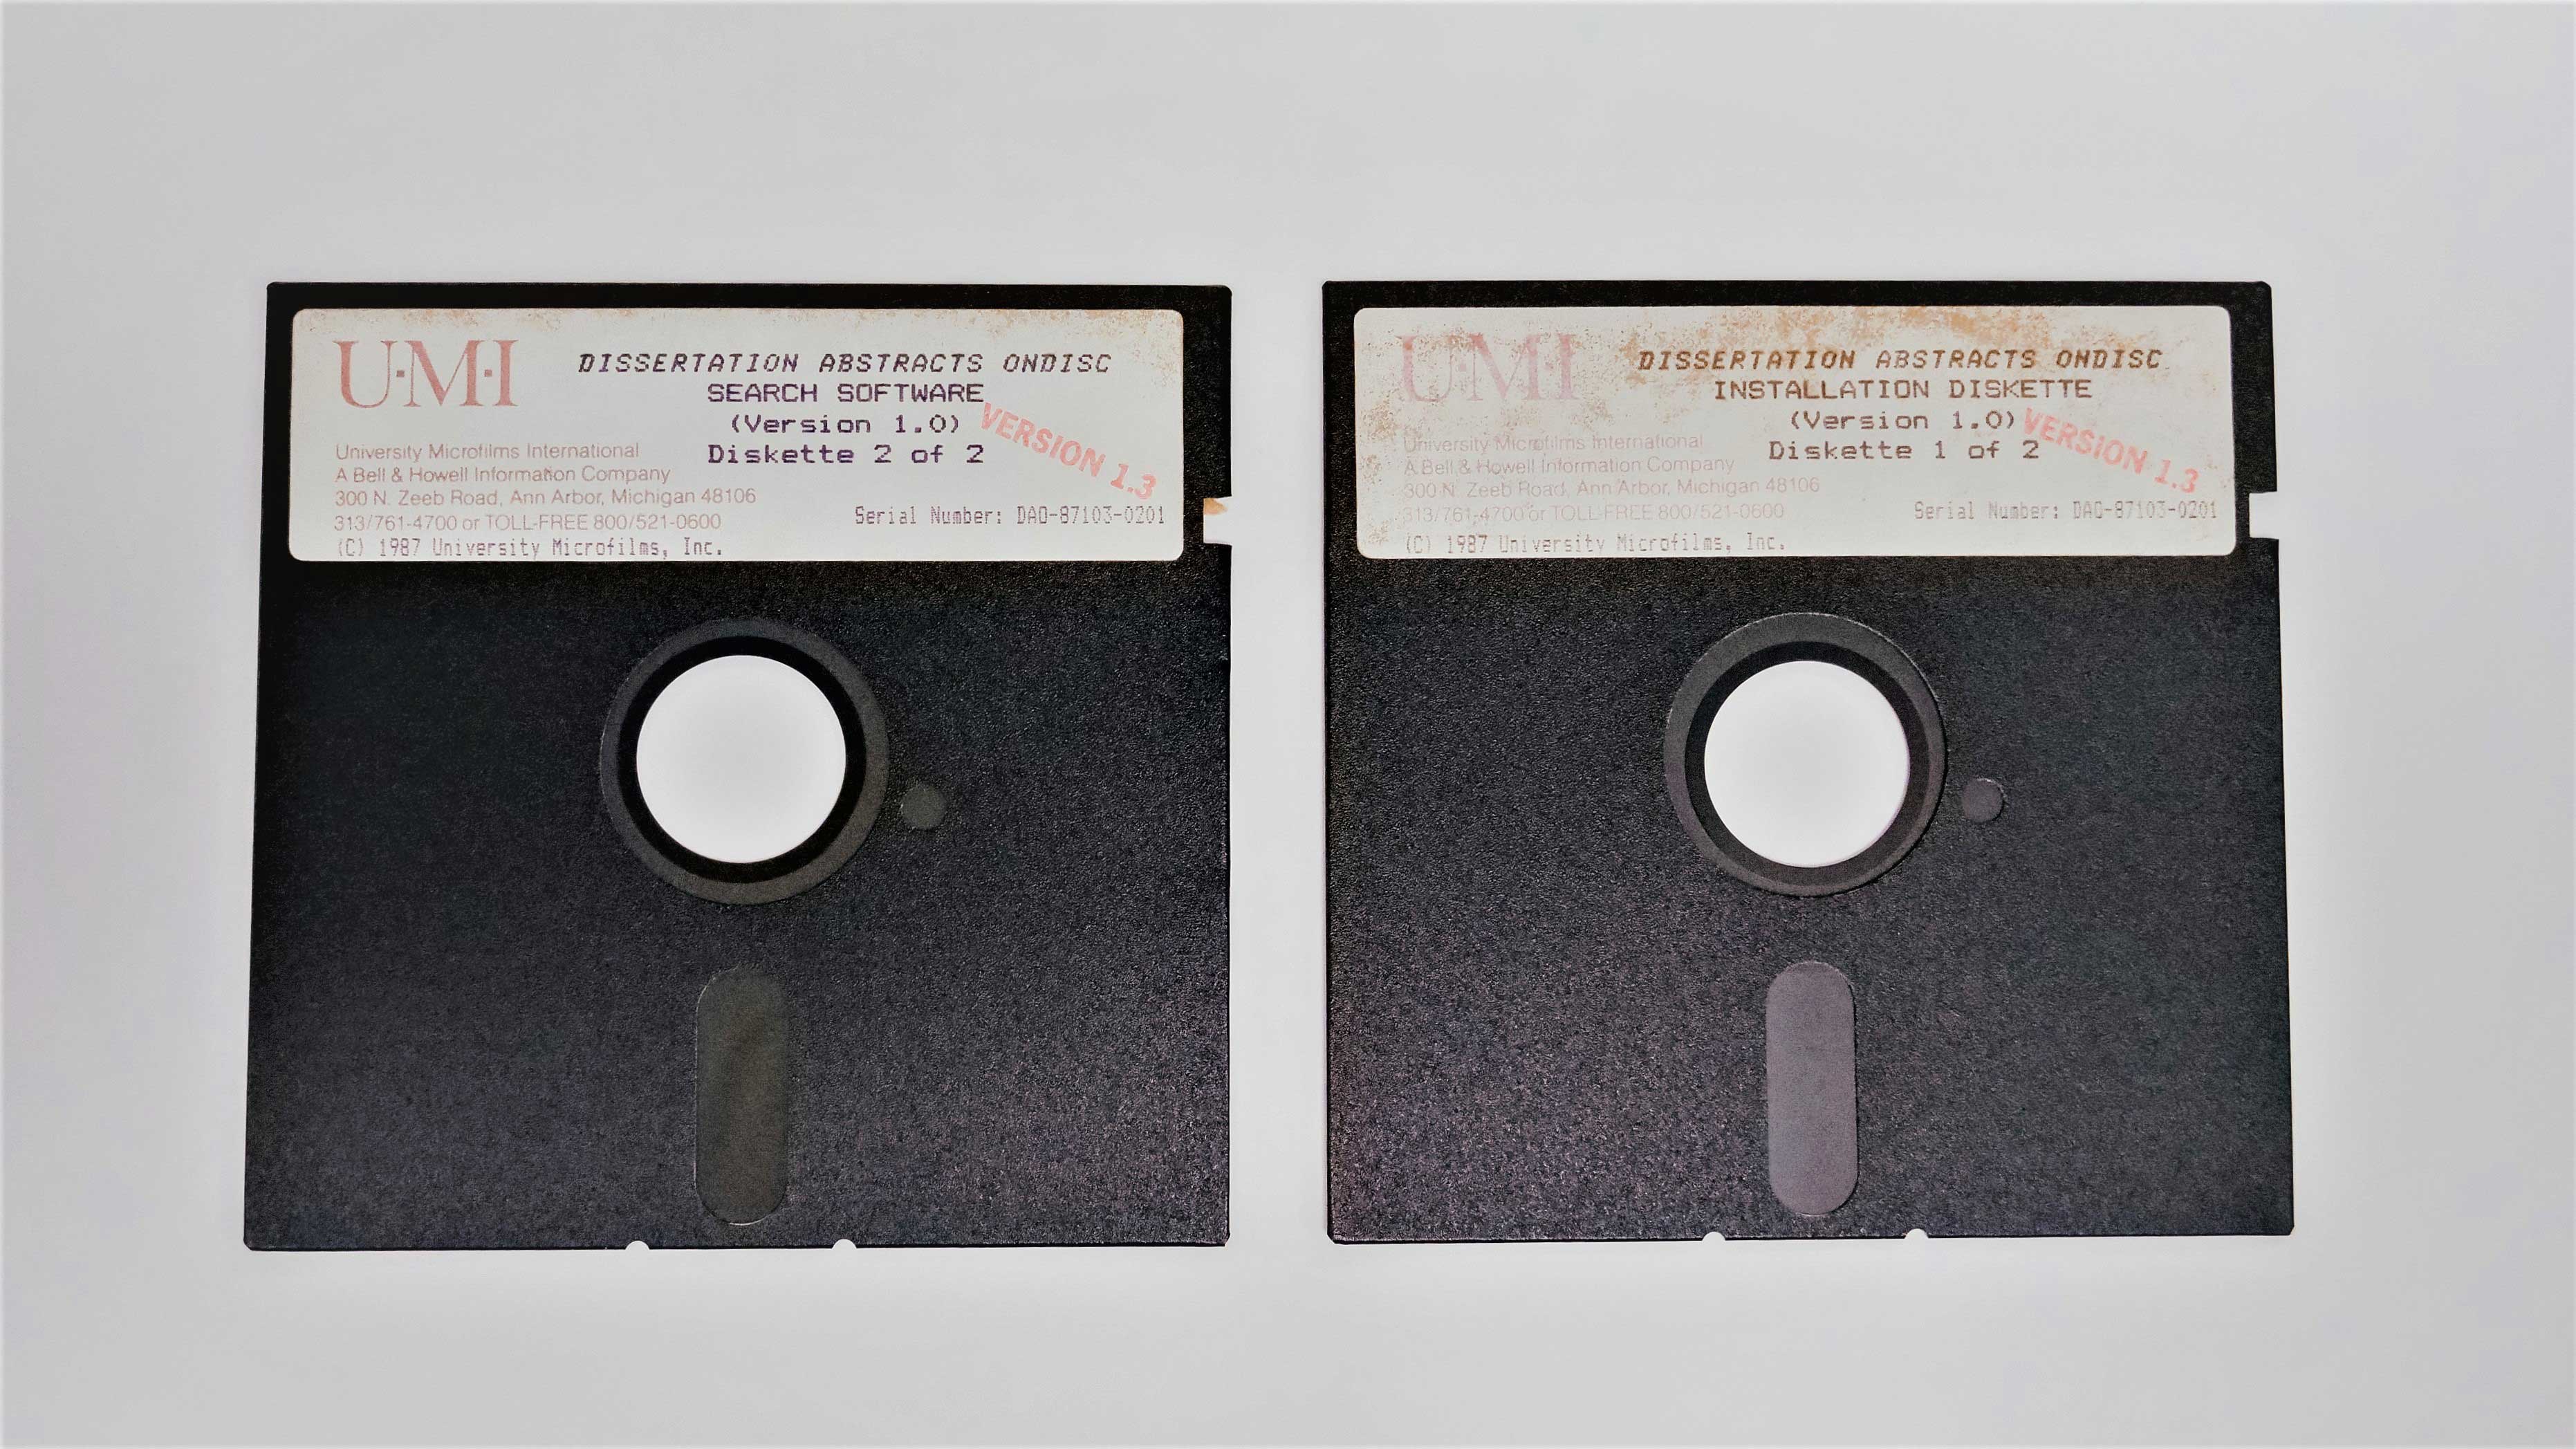 U·M·I
DISSERTATION ABSTRACTS ONDISC
SEARCH SOFTWARE
(Version 1.0)
Diskette 2 of 2
VERSION 1.3
University Microfilms International
A Bell & Howell Information Company
300 N. Zeeb Road, Ann Arbor, Michigan 48106
313/761-4700 or TOLL-FREE 800/521-0600
Serial Number: DAO-87103-0201
(C) 1987 University Microfilms, Inc.
U·M·I
DISSERTATION ABSTRACTS ONDISC
INSTALLATION DISKETTE
(Version 1.0)
Diskette 1 of 2
VERSION 1.3
University Microfilms International
A Bell & Howell Information Company
300 N. Zeeb Road, Ann Arbor, Michigan 48106
313/761-4700 or TOLL-FREE 800/521-0600
Serial Number: DAO-87103-0201
(C) 1987 University Microfilms, Inc.